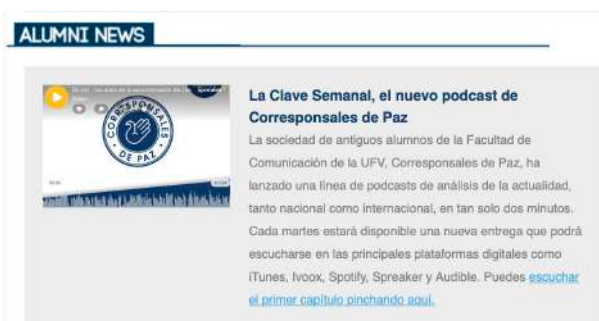 ALUMNI NEWS
Spreaker
CORRESPONSALES
DE PAZ
La Clave Semanal, el nuevo podcast de
Corresponsales de Paz
La sociedad de antiguos alumnos de la Facultad de
Comunicación de la UFV, Corresponsales de Paz, ha
lanzado una línea de podcasts de análisis de la actualidad,
tanto nacional como internacional, en tan solo dos minutos.
Cada martes estará disponible una nueva entrega que podrá
escucharse en las principales plataformas digitales como
iTunes, Ivoox, Spotify, Spreaker y Audible. Puedes escuchar
el primer capítulo pinchando aquí.